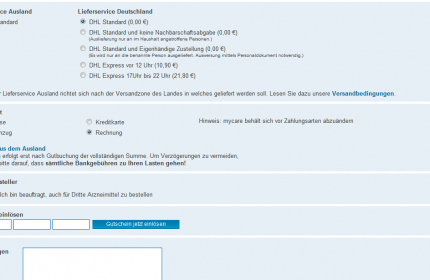 ce Ausland
Lieferservice Deutschland
andard
DHL Standard (0,00 €)
DHL Standard und keine Nachbarschaftsabgabe (0,00 €)
(Auslieferung nur an im Haushalt angetroffene Personen.)
DHL Standard und Eigenhändige Zustellung (0,00 €)
(Es wird nur an die benannte Person ausgeliefert. Ausweisung mittels Personaldokument notwendig.)
DHL Express vor 12 Uhr (10,90 €)
DHL Express 17Uhr bis 22 Uhr (21,80 €)
Lieferservice Ausland richtet sich nach der Versandzone des Landes in welches geliefert werden soll. Lesen Sie dazu unsere Versandbedingungen.
t
se
Kreditkarte
Hinweis: mycare behält sich vor Zahlungsarten abzuändern
nzug
Rechnung
us dem Ausland
erfolgt erst nach Gutbuchung der vollständigen Summe. Um Verzögerungen zu vermeiden,
itte darauf, dass sämtliche Bankgebühren zu Ihren Lasten gehen!
steller
Ich bin beauftragt, auch für Dritte Arzneimittel zu bestellen
einlösen
Gutschein jetzt einlösen
gen